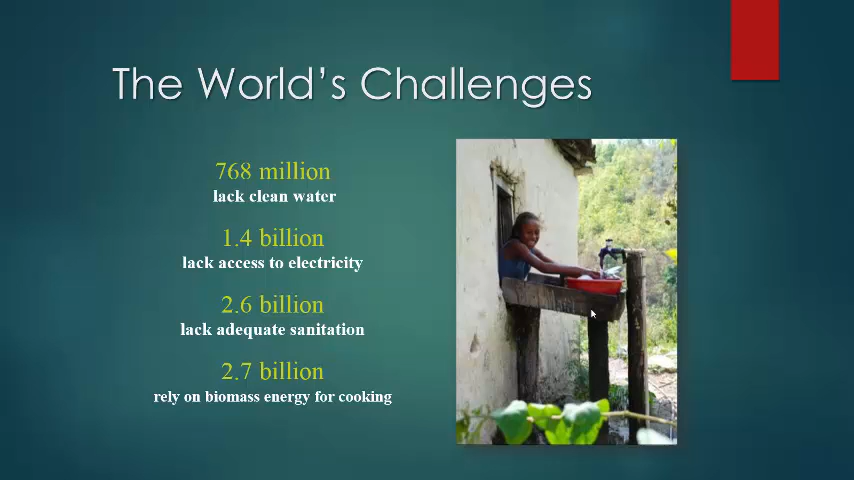 The World's Challenges
768 million
lack clean water
1.4 billion
lack access to electricity
2.6 billion
lack adequate sanitation
2.7 billion
rely on biomass energy for cooking